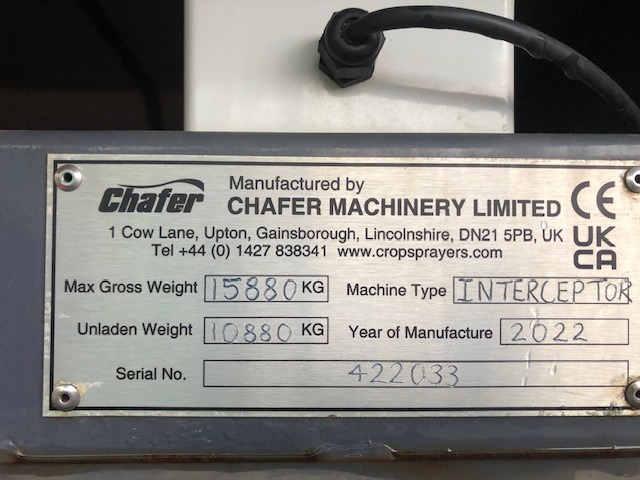 Chafer
Manufactured by
CHAFER MACHINERY LIMITED
CE
1 Cow Lane, Upton, Gainsborough, Lincolnshire, DN21 5PB, UK
Tel +44 (0) 1427 838341 www.cropsprayers.com
UK
CA
Max Gross Weight 15880 KG Machine Type INTERCEPTOR
Unladen Weight 10880 KG Year of Manufacture 2022
Serial No. 422033